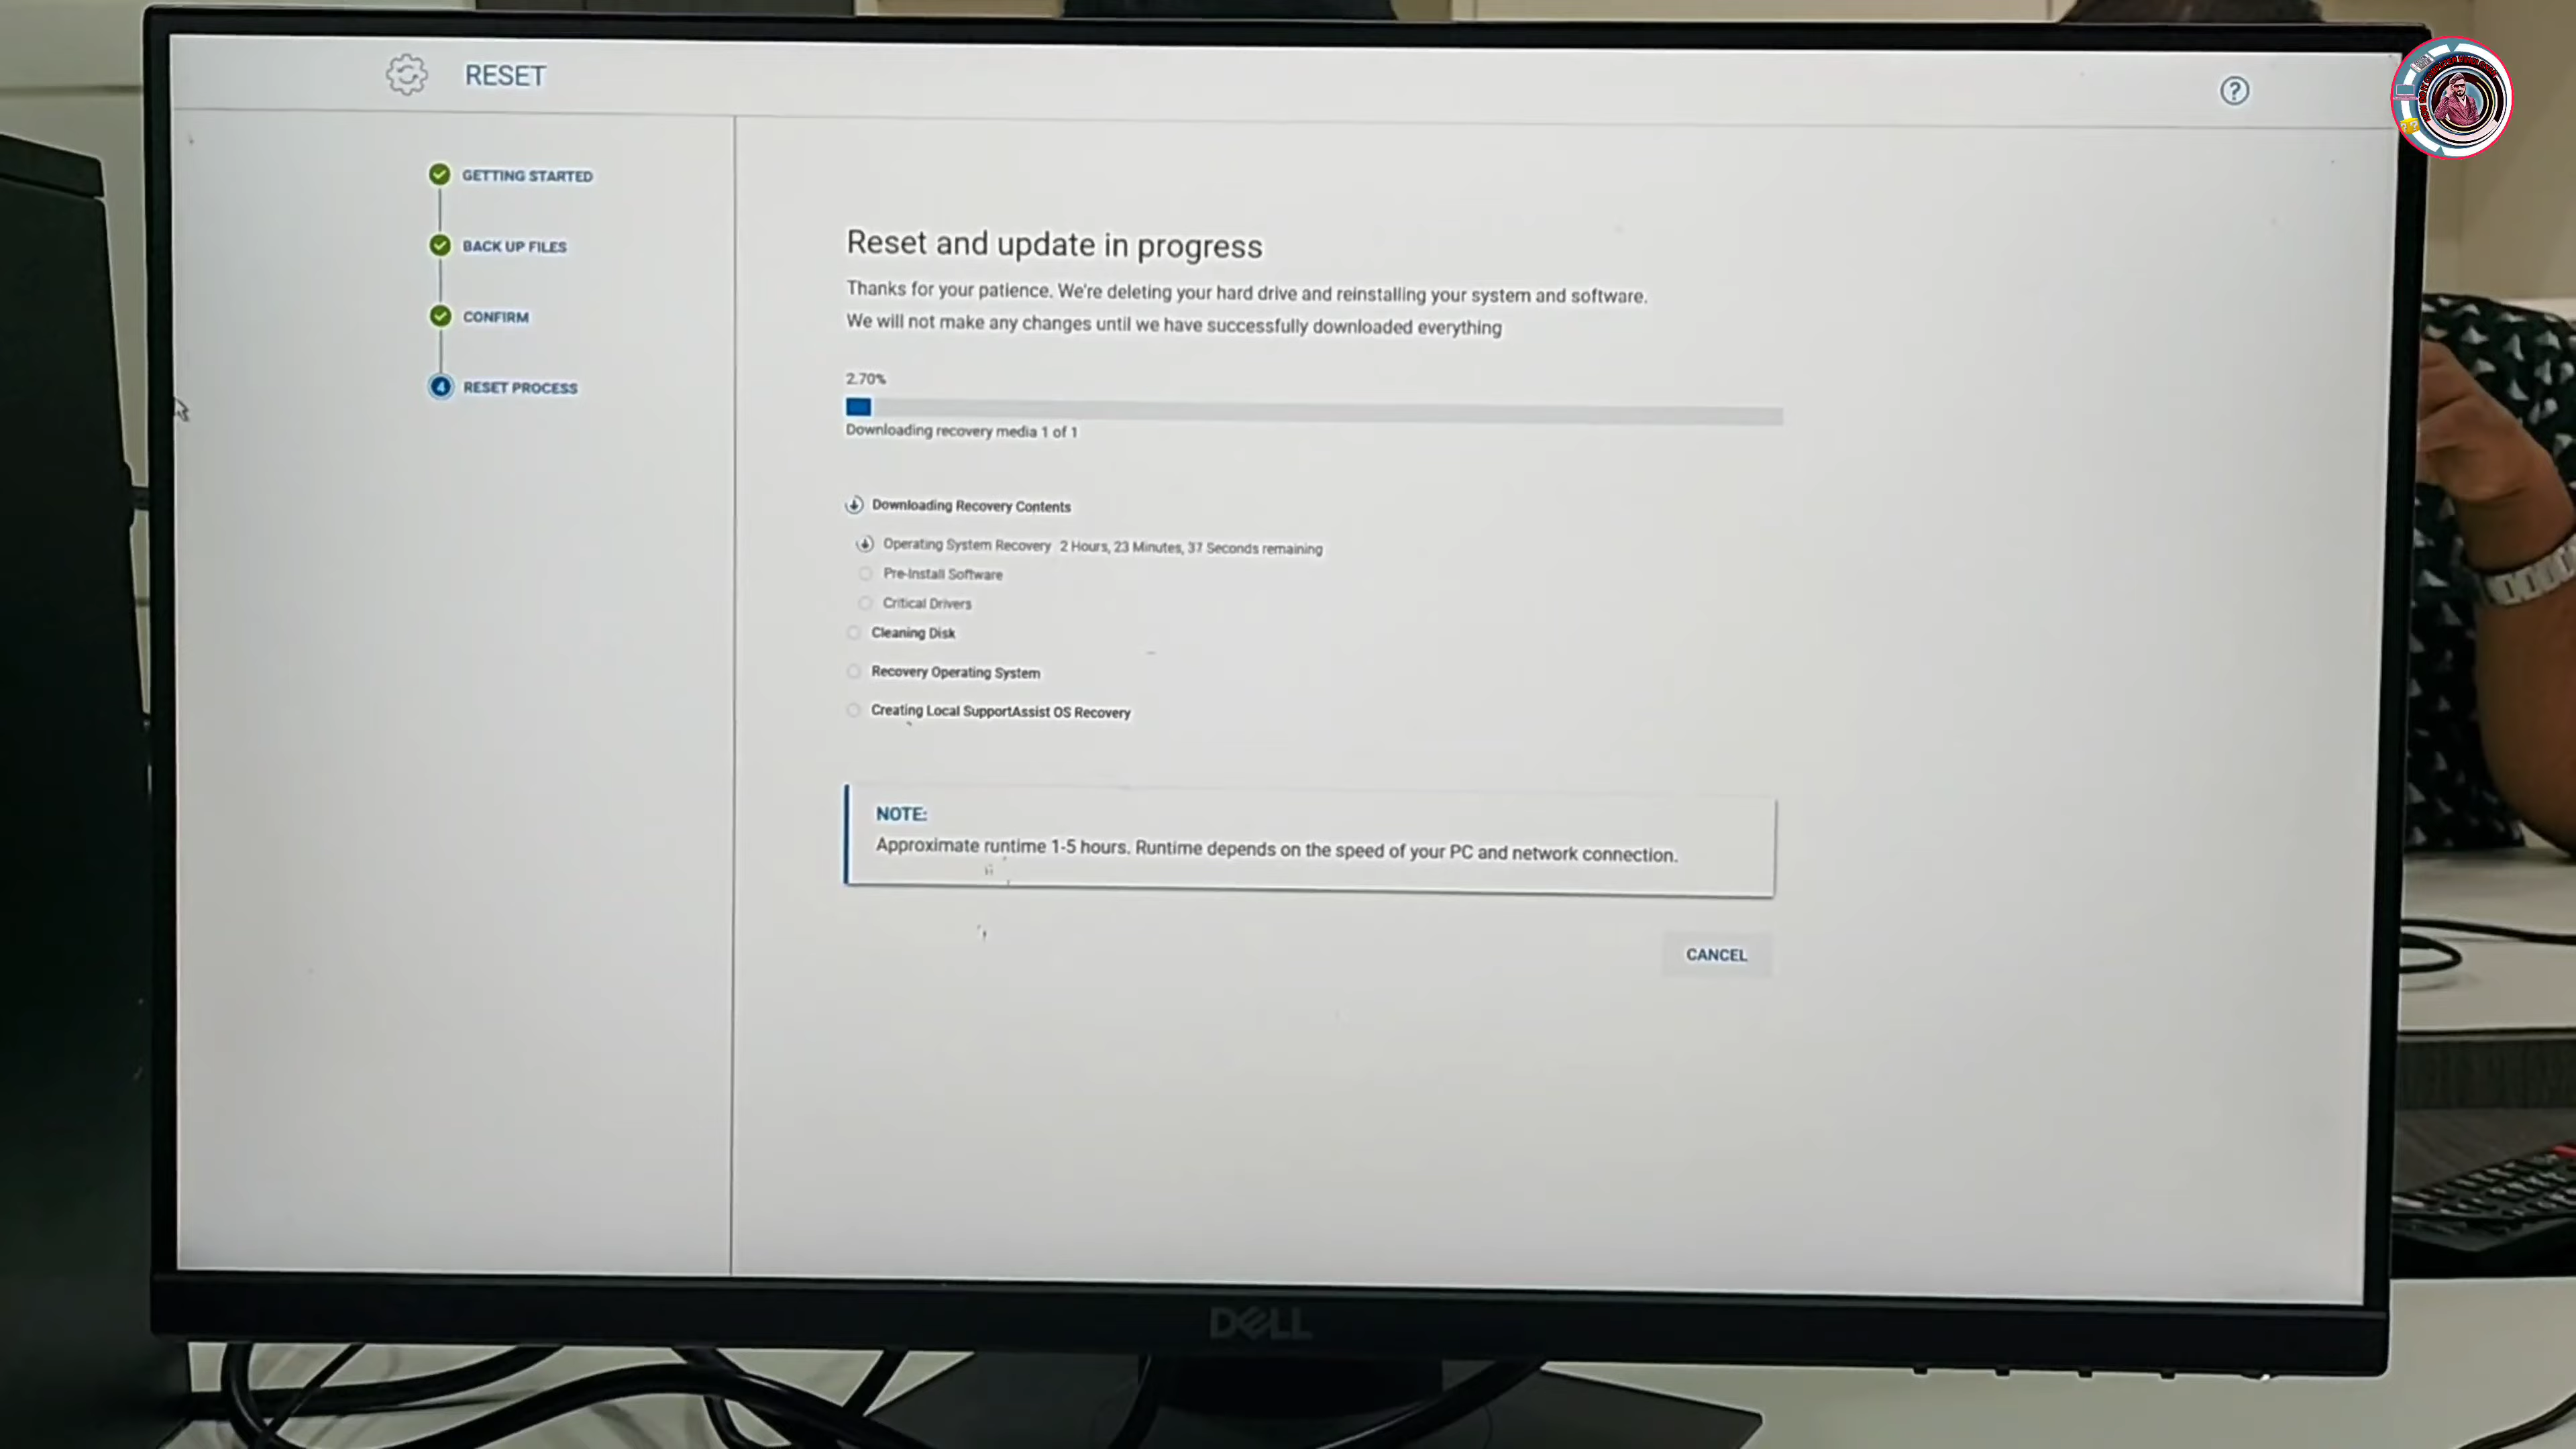 RESET
?
GETTING STARTED
BACK UP FILES
CONFIRM
4 RESET PROCESS
Reset and update in progress
Thanks for your patience. We're deleting your hard drive and reinstalling your system and software.
We will not make any changes until we have successfully downloaded everything
2.70%
Downloading recovery media 1 of 1
Downloading Recovery Contents
Operating System Recovery 2 Hours, 23 Minutes, 37 Seconds remaining
Pre-Install Software
Critical Drivers
Cleaning Disk
Recovery Operating System
Creating Local SupportAssist OS Recovery
NOTE:
Approximate runtime 1-5 hours. Runtime depends on the speed of your PC and network connection.
CANCEL
DELL